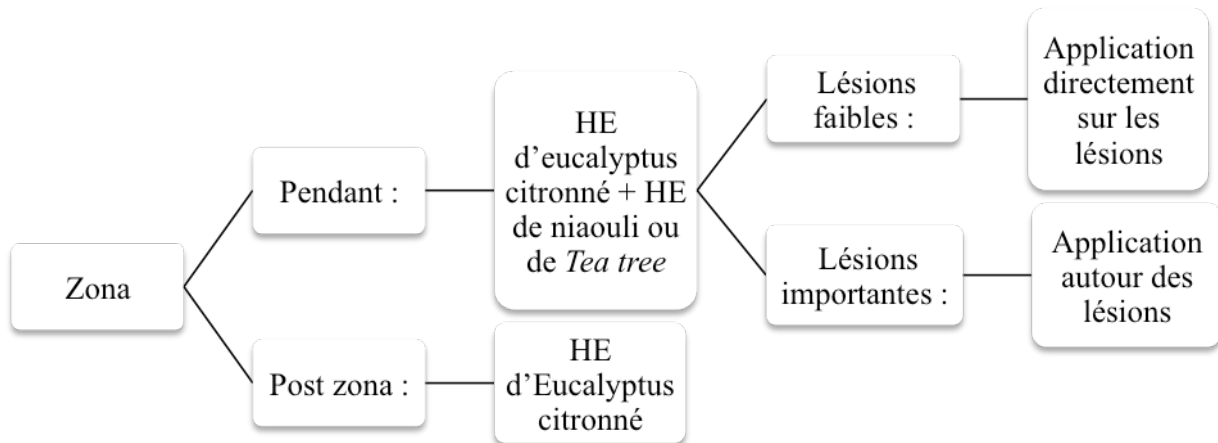 Zona
Pendant :
HE
d’eucalyptus
citronné + HE
de niaouli ou
de Tea tree
Lésions
faibles :
Application
directement
sur les
lésions
Lésions
importantes :
Application
autour des
lésions
Post zona :
HE
d’Eucalyptus
citronné